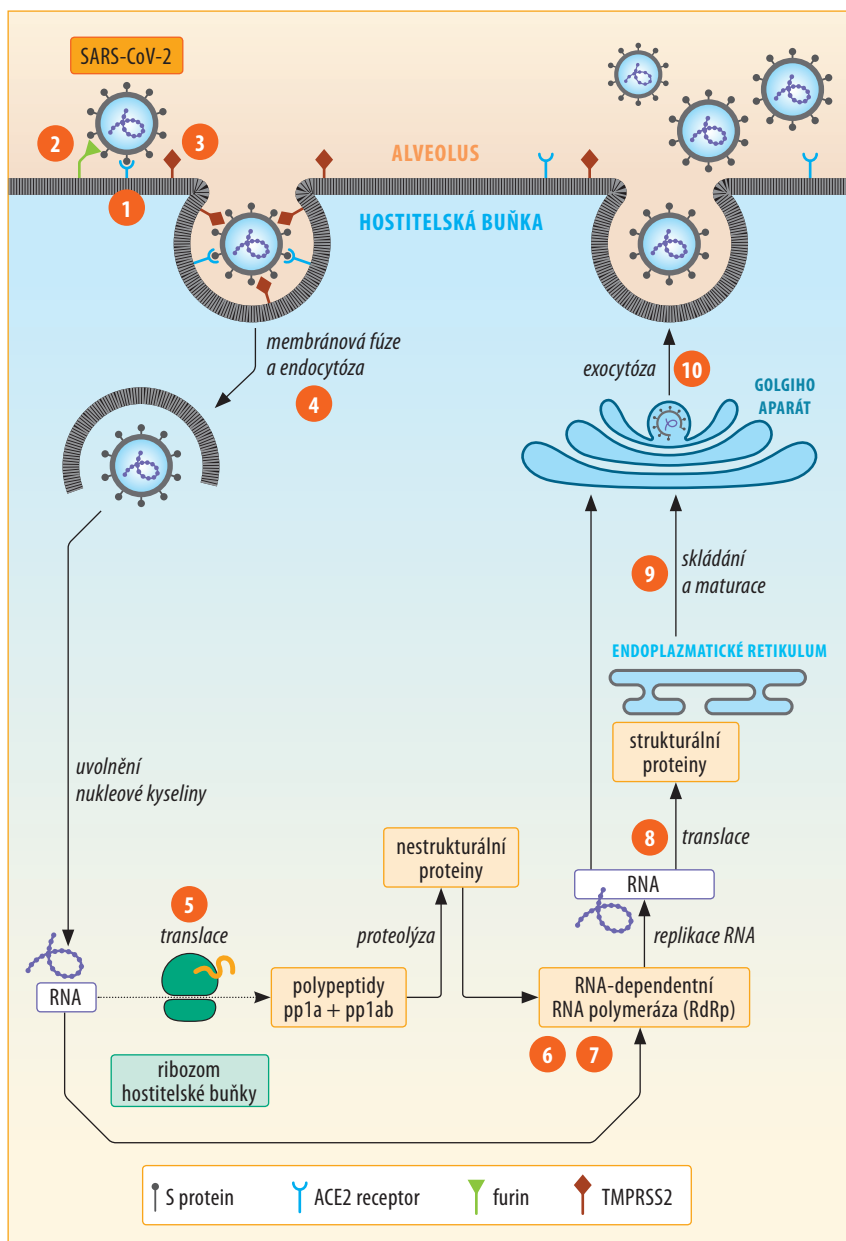 SARS-CoV-2
2
3
ALVEOLUS
1
HOSTITELSKÁ BUŇKA
membránová fúze
a endocytóza
4
exocytóza
10
GOLGIHO
APARÁT
9
skládání
a maturace
ENDOPLAZMATICKÉ RETIKULUM
strukturální
proteiny
uvolnění
nukleové kyseliny
8
translace
nestrukturální
proteiny
RNA
5
translace
proteolýza
replikace RNA
RNA
polypeptidy
pp1a + pp1ab
RNA-dependentní
RNA polymeráza (RdRp)
6
7
ribozom
hostitelské buňky
S protein
ACE2 receptor
furin
TMPRSS2